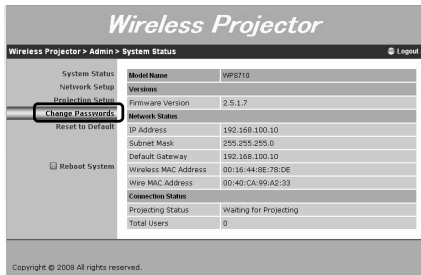 Wireless Projector
Wireless Projector > Admin > System Status
Logout
System Status
Network Setup
Projection Setup
Change Passwords
Reset to Default
Reboot System
Model Name WPS710
Versions
Firmware Version 2.5.1.7
Network Status
IP Address 192.168.100.10
Subnet Mask 255.255.255.0
Default Gateway 192.168.100.10
Wireless MAC Address 00:16:44:8E:78:DE
Wire MAC Address 00:40:CA:99:A2:33
Connection Status
Projecting Status Waiting for Projecting
Total Users 0
Copyright © 2008 All rights reserved.